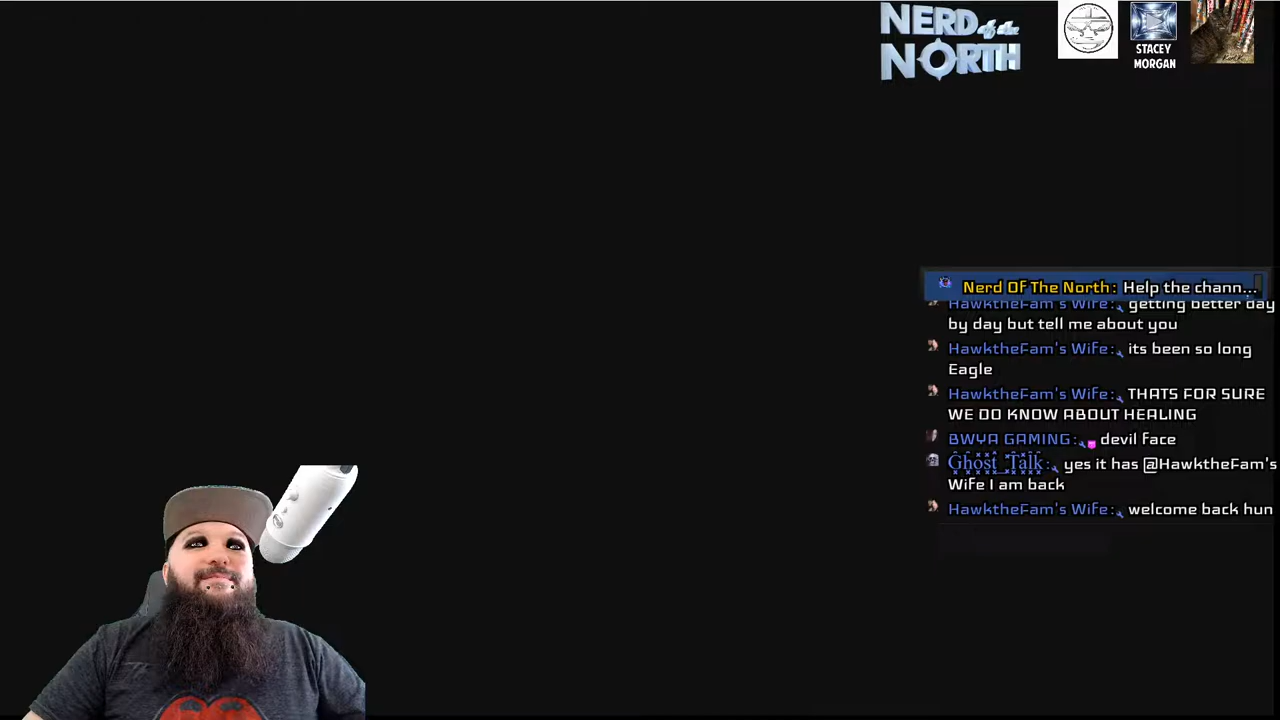 NERD of the
NORTH
STACEY
MORGAN
Nerd Of The North: Help the chann...
HawktheFam's Wife: getting better day
by day but tell me about you
HawktheFam's Wife: its been so long
Eagle
HawktheFam's Wife: THATS FOR SURE
WE DO KNOW ABOUT HEALING
BWYA GAMING: devil face
Ghost_Talk: yes it has @HawktheFam's
Wife I am back
HawktheFam's Wife: welcome back hun